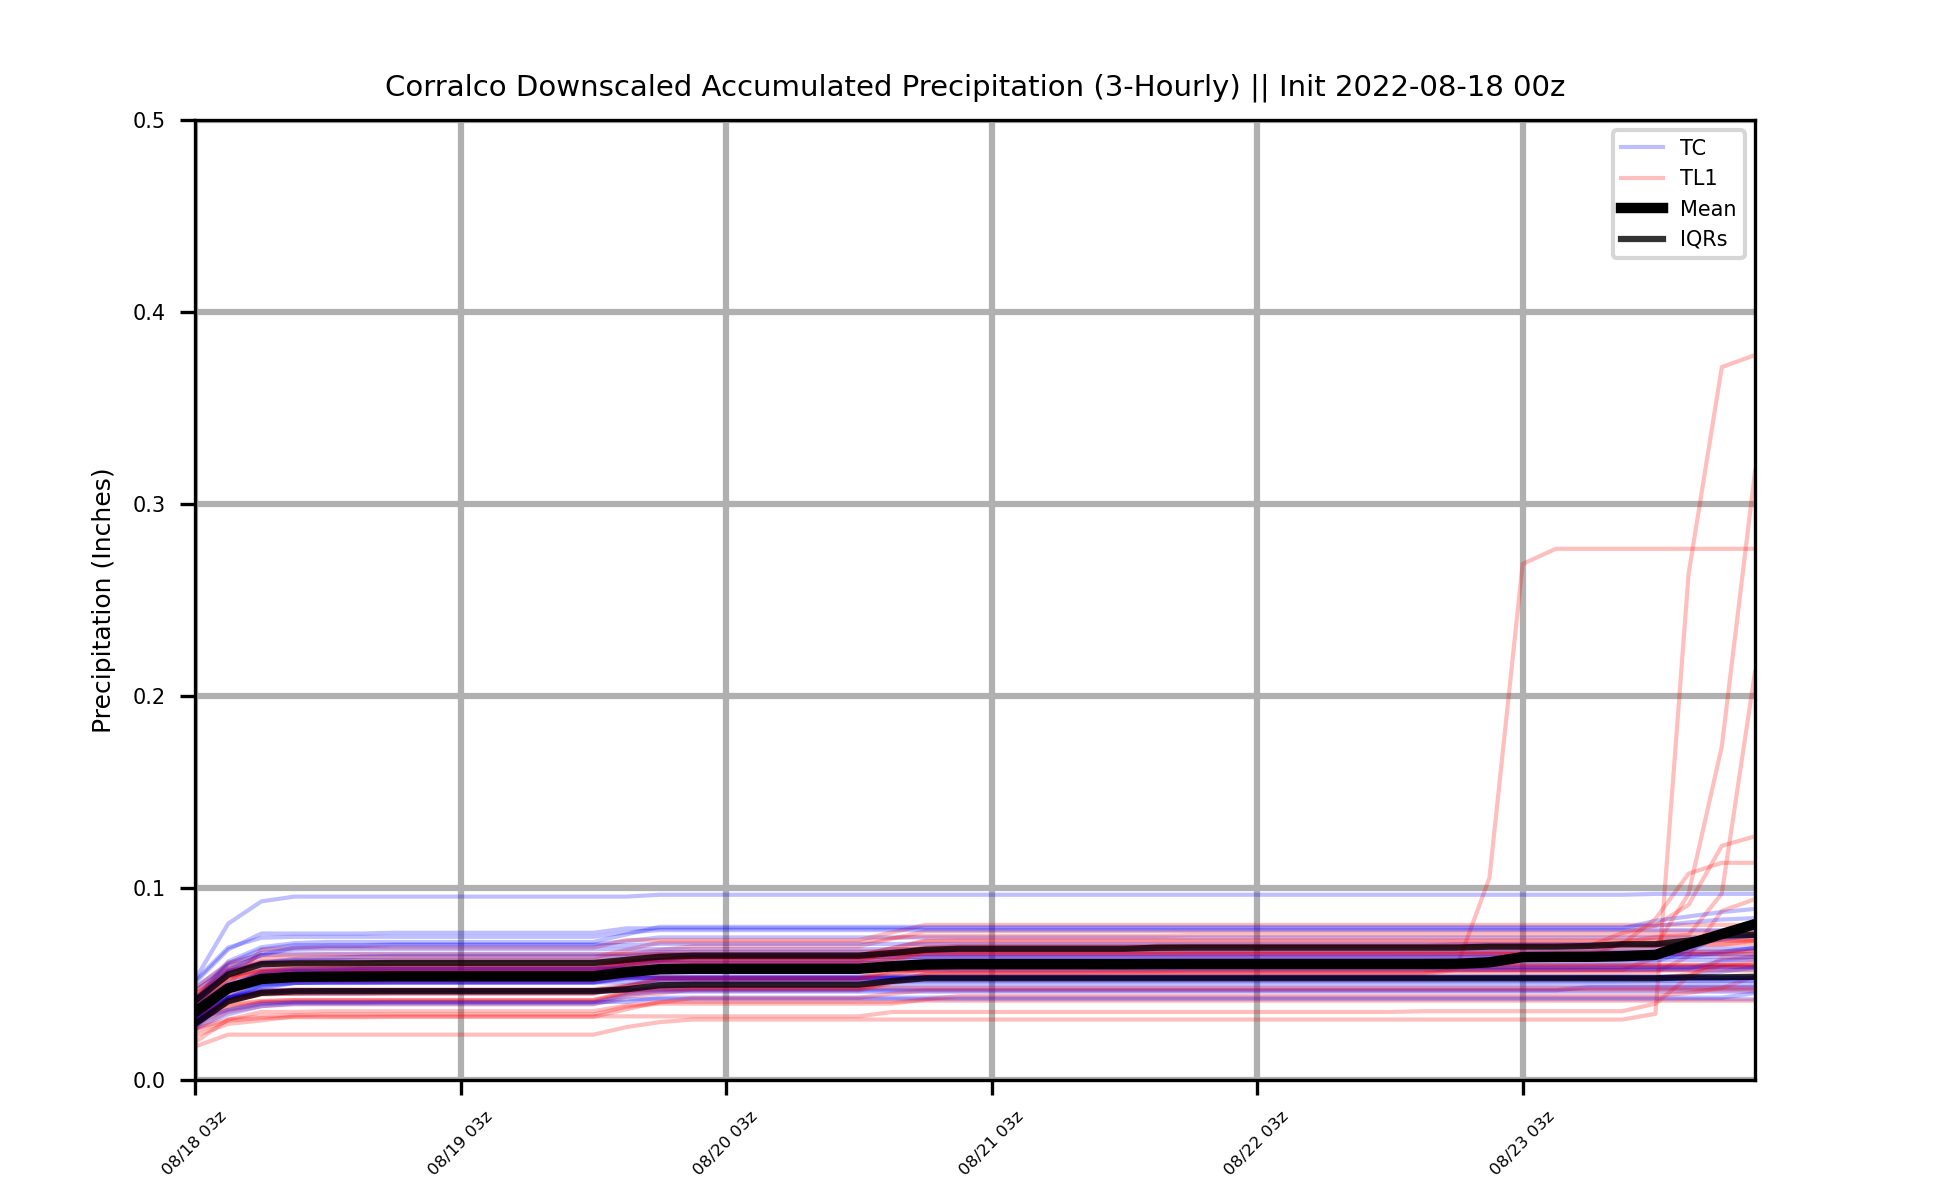 Corralco Downscaled Accumulated Precipitation (3-Hourly) || Init 2022-08-18 00z
Precipitation (Inches)
0.5
0.4
0.3
0.2
0.1
0.0
TC
TL1
Mean
IQRs
08/18 03z
08/19 03z
08/20 03z
08/21 03z
08/22 03z
08/23 03z